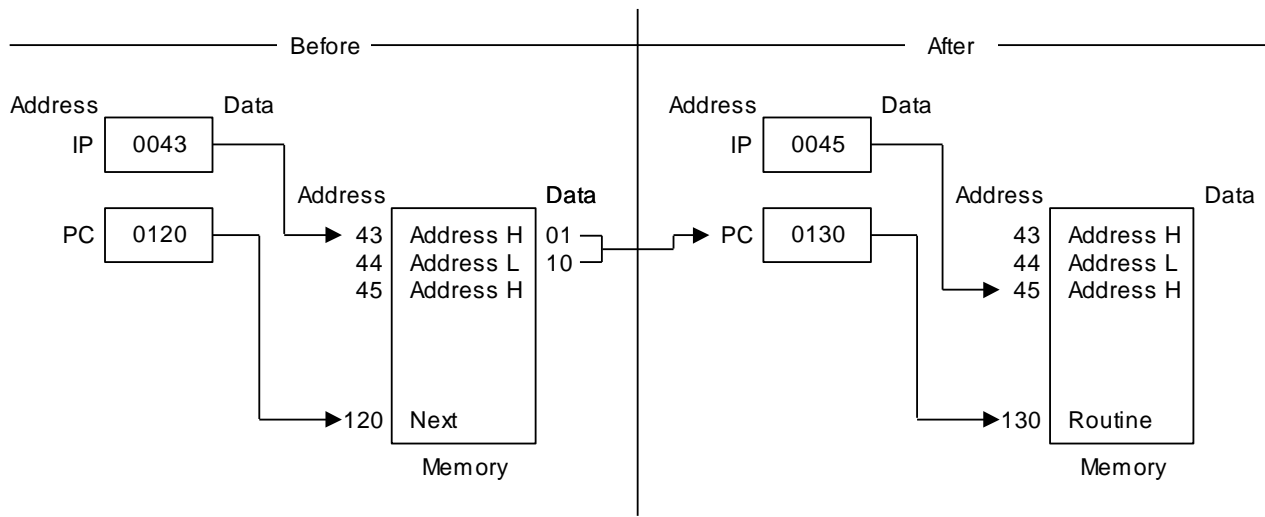 Before
Address Data
IP 0043
Address Data
PC 0120
43 Address H 01
44 Address L 10
45 Address H
120 Next
Memory
After
Address Data
IP 0045
Address Data
PC 0130
43 Address H
44 Address L
45 Address H
130 Routine
Memory